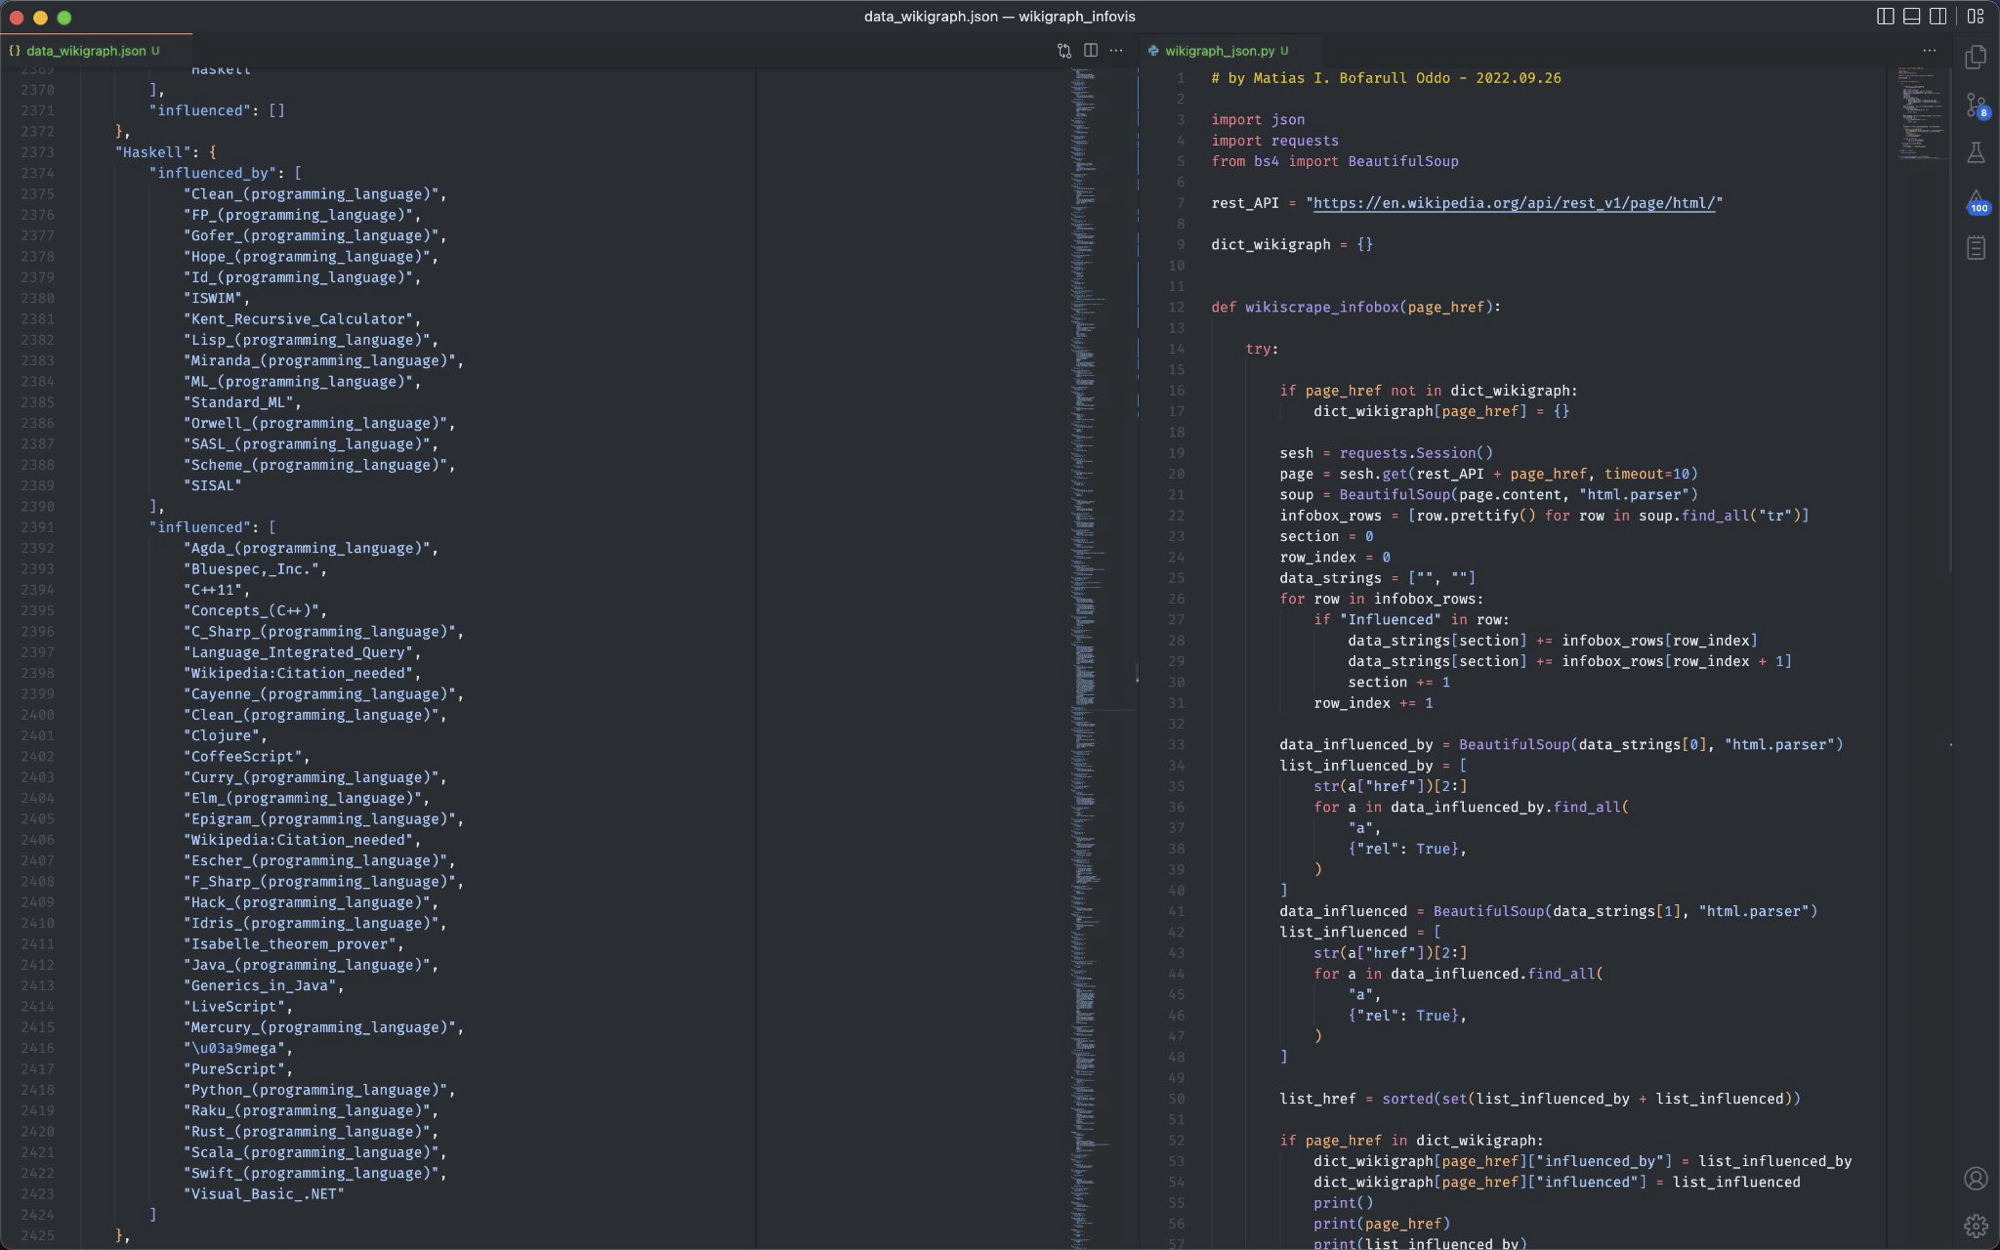 data_wikigraph.json — wikigraph_infovis
{} data_wikigraph.json U
2369 "Haskell"
2370 ],
2371 "influenced": []
2372 },
2373 "Haskell": {
2374 "influenced_by": [
2375 "Clean_(programming_language)",
2376 "FP_(programming_language)",
2377 "Gofer_(programming_language)",
2378 "Hope_(programming_language)",
2379 "Id_(programming_language)",
2380 "ISWIM",
2381 "Kent_Recursive_Calculator",
2382 "Lisp_(programming_language)",
2383 "Miranda_(programming_language)",
2384 "ML_(programming_language)",
2385 "Standard_ML",
2386 "Orwell_(programming_language)",
2387 "SASL_(programming_language)",
2388 "Scheme_(programming_language)",
2389 "SISAL"
2390 ],
2391 "influenced": [
2392 "Agda_(programming_language)",
2393 "Bluespec,_Inc.",
2394 "C++11",
2395 "Concepts_(C++)",
2396 "C_Sharp_(programming_language)",
2397 "Language_Integrated_Query",
2398 "Wikipedia:Citation_needed",
2399 "Cayenne_(programming_language)",
2400 "Clean_(programming_language)",
2401 "Clojure",
2402 "CoffeeScript",
2403 "Curry_(programming_language)",
2404 "Elm_(programming_language)",
2405 "Epigram_(programming_language)",
2406 "Wikipedia:Citation_needed",
2407 "Escher_(programming_language)",
2408 "F_Sharp_(programming_language)",
2409 "Hack_(programming_language)",
2410 "Idris_(programming_language)",
2411 "Isabelle_theorem_prover",
2412 "Java_(programming_language)",
2413 "Generics_in_Java",
2414 "LiveScript",
2415 "Mercury_(programming_language)",
2416 "\u03a9mega",
2417 "PureScript",
2418 "Python_(programming_language)",
2419 "Raku_(programming_language)",
2420 "Rust_(programming_language)",
2421 "Scala_(programming_language)",
2422 "Swift_(programming_language)",
2423 "Visual_Basic_.NET"
2424 ]
2425 },
wikigraph_json.py U
1 # by Matias I. Bofarull Oddo - 2022.09.26
2
3 import json
4 import requests
5 from bs4 import BeautifulSoup
6
7 rest_API = "https://en.wikipedia.org/api/rest_v1/page/html/"
8
9 dict_wikigraph = {}
10
11
12 def wikiscrape_infobox(page_href):
13
14 try:
15
16 if page_href not in dict_wikigraph:
17 dict_wikigraph[page_href] = {}
18
19 sesh = requests.Session()
20 page = sesh.get(rest_API + page_href, timeout=10)
21 soup = BeautifulSoup(page.content, "html.parser")
22 infobox_rows = [row.prettify() for row in soup.find_all("tr")]
23 section = 0
24 row_index = 0
25 data_strings = ["", ""]
26 for row in infobox_rows:
27 if "Influenced" in row:
28 data_strings[section] += infobox_rows[row_index]
29 data_strings[section] += infobox_rows[row_index + 1]
30 section += 1
31 row_index += 1
32
33 data_influenced_by = BeautifulSoup(data_strings[0], "html.parser")
34 list_influenced_by = [
35 str(a["href"])[2:]
36 for a in data_influenced_by.find_all(
37 "a",
38 {"rel": True},
39 )
40 ]
41 data_influenced = BeautifulSoup(data_strings[1], "html.parser")
42 list_influenced = [
43 str(a["href"])[2:]
44 for a in data_influenced.find_all(
45 "a",
46 {"rel": True},
47 )
48 ]
49
50 list_href = sorted(set(list_influenced_by + list_influenced))
51
52 if page_href in dict_wikigraph:
53 dict_wikigraph[page_href]["influenced_by"] = list_influenced_by
54 dict_wikigraph[page_href]["influenced"] = list_influenced
55 print()
56 print(page_href)
57 print(list_influenced_by)
8
100